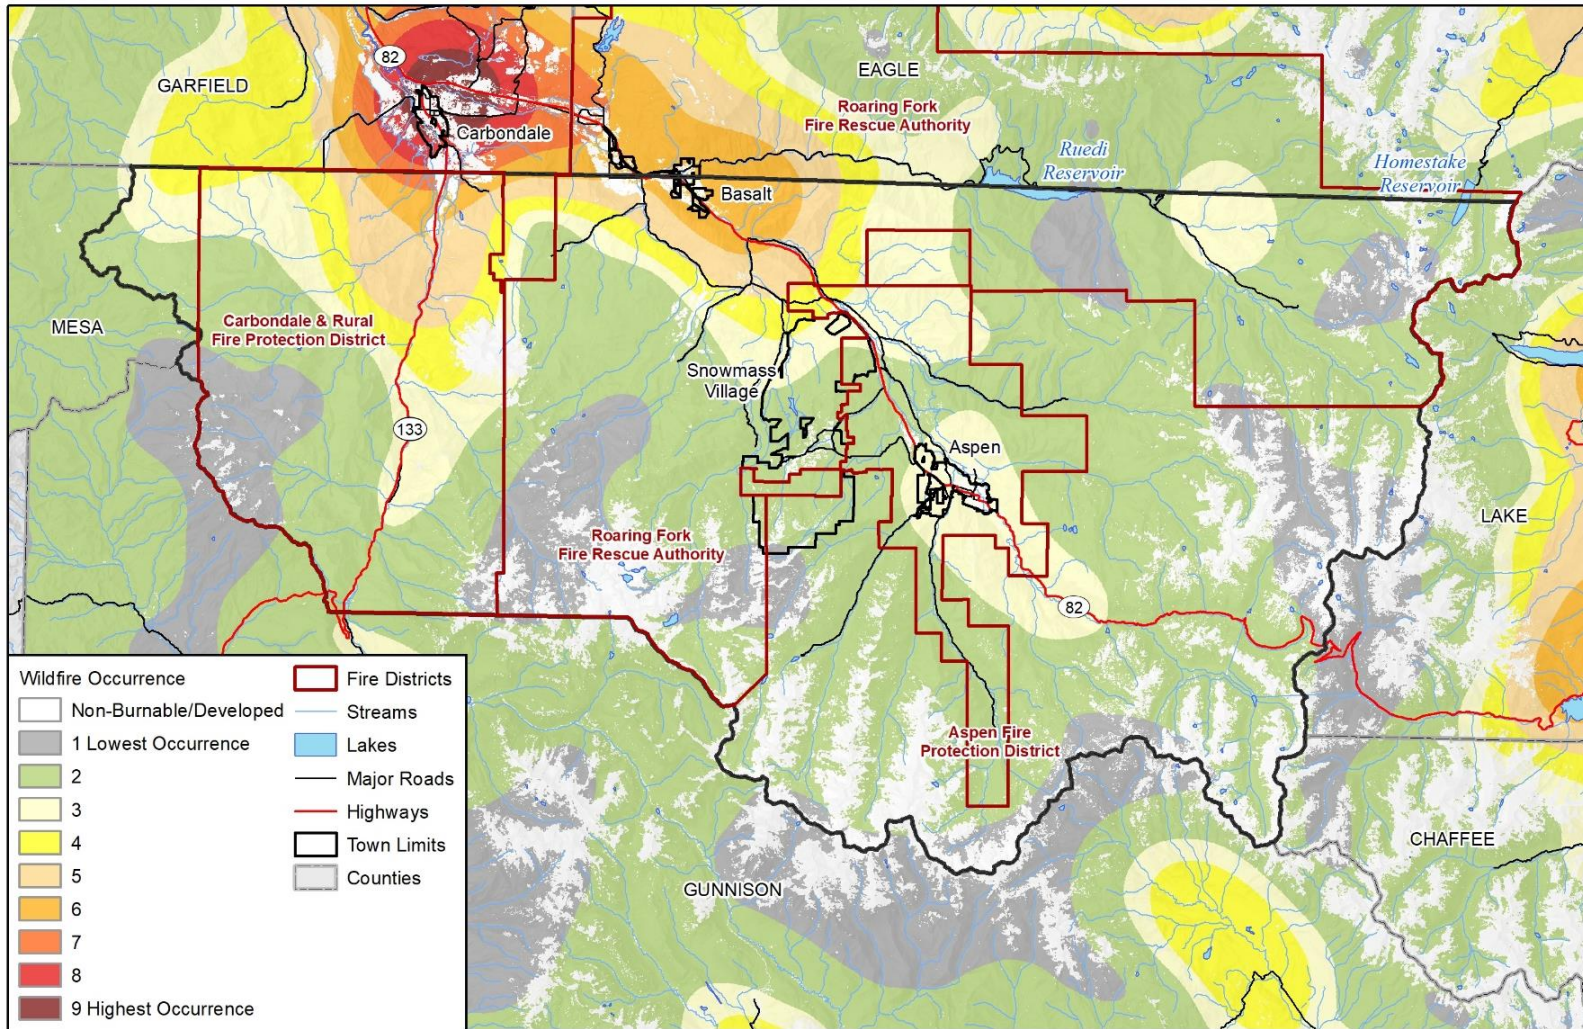 82
GARFIELD
EAGLE
Roaring Fork
Fire Rescue Authority
Carbondale
Ruedi
Reservoir
Homestake
Reservoir
Basalt
MESA
Carbondale & Rural
Fire Protection District
Snowmass
Village
133
Aspen
LAKE
Roaring Fork
Fire Rescue Authority
82
Aspen Fire
Protection District
CHAFFEE
GUNNISON
Wildfire Occurrence
Non-Burnable/Developed
1 Lowest Occurrence
2
3
4
5
6
7
8
9 Highest Occurrence
Fire Districts
Streams
Lakes
Major Roads
Highways
Town Limits
Counties